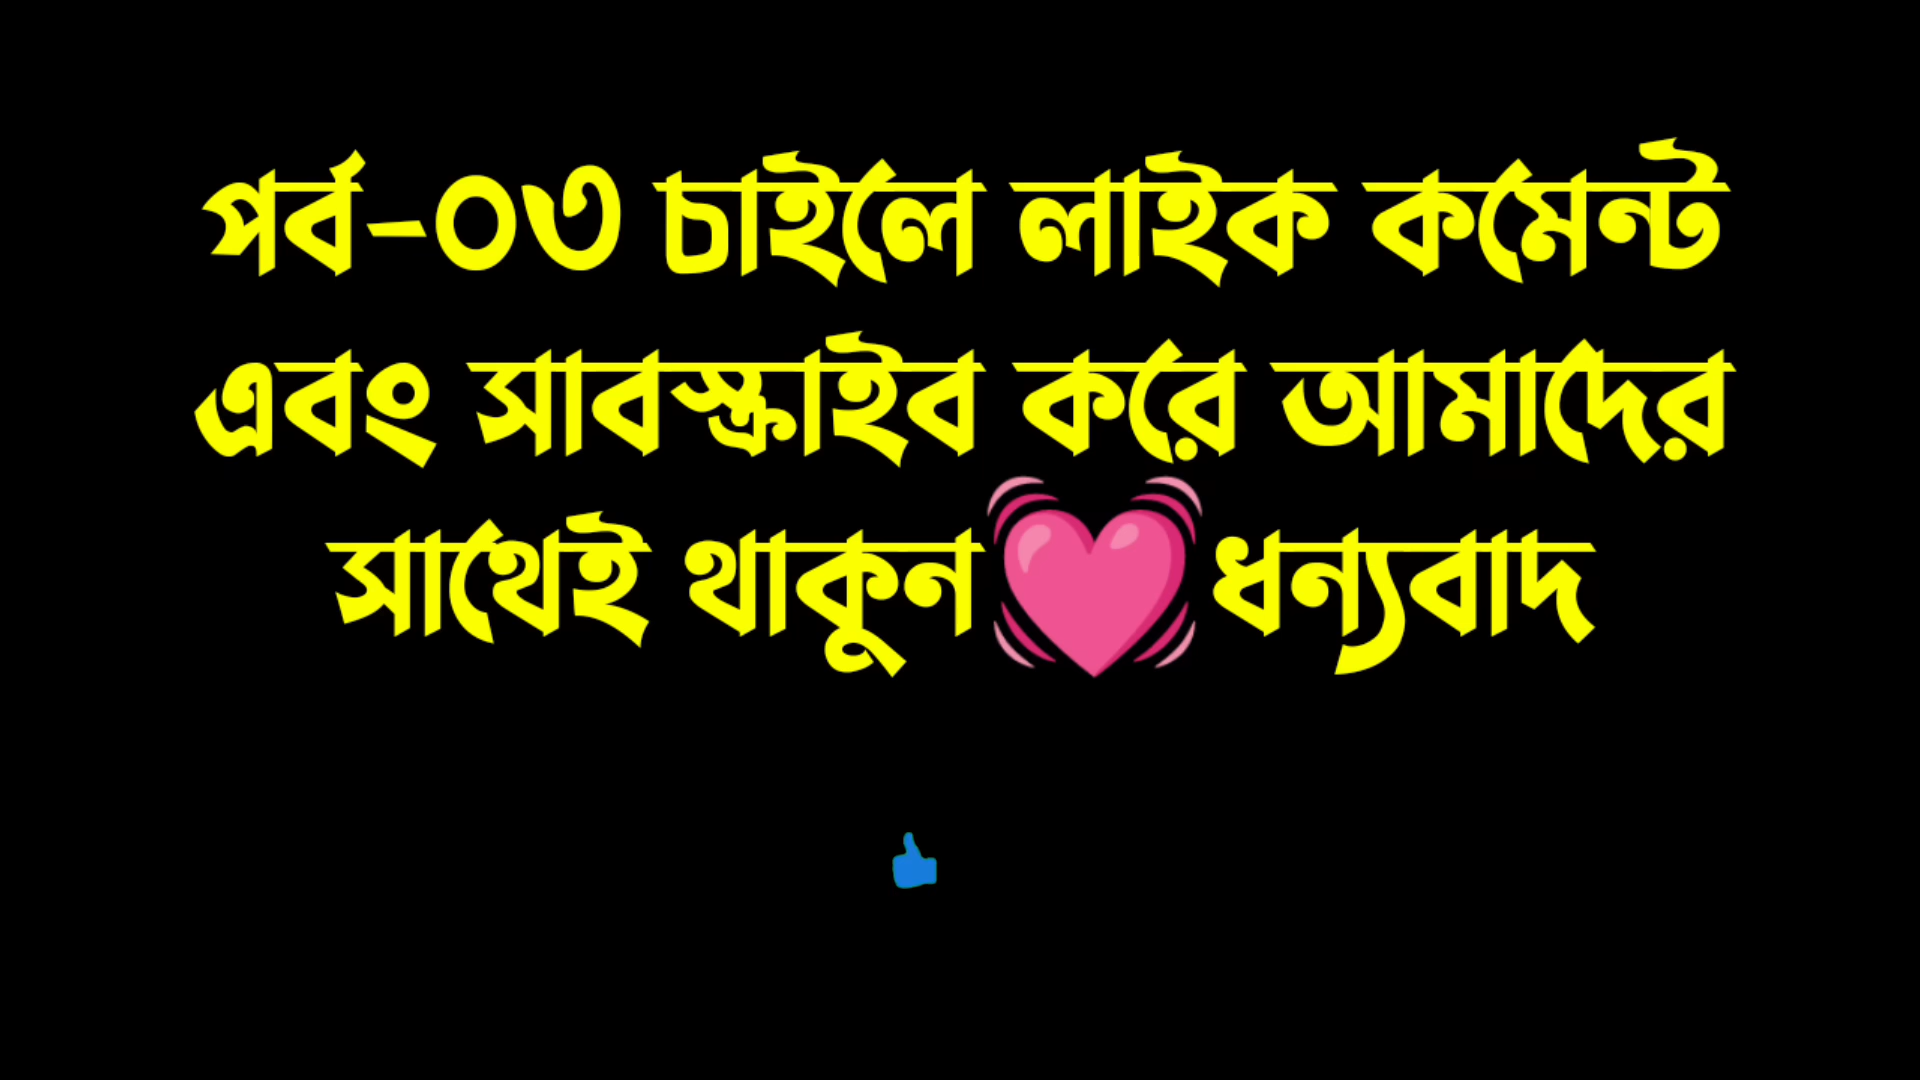 পর্ব-০৩ চাইলে লাইক কমেন্ট
এবং সাবস্ক্রাইব করে আমাদের
সাথেই থাকুন💓ধন্যবাদ